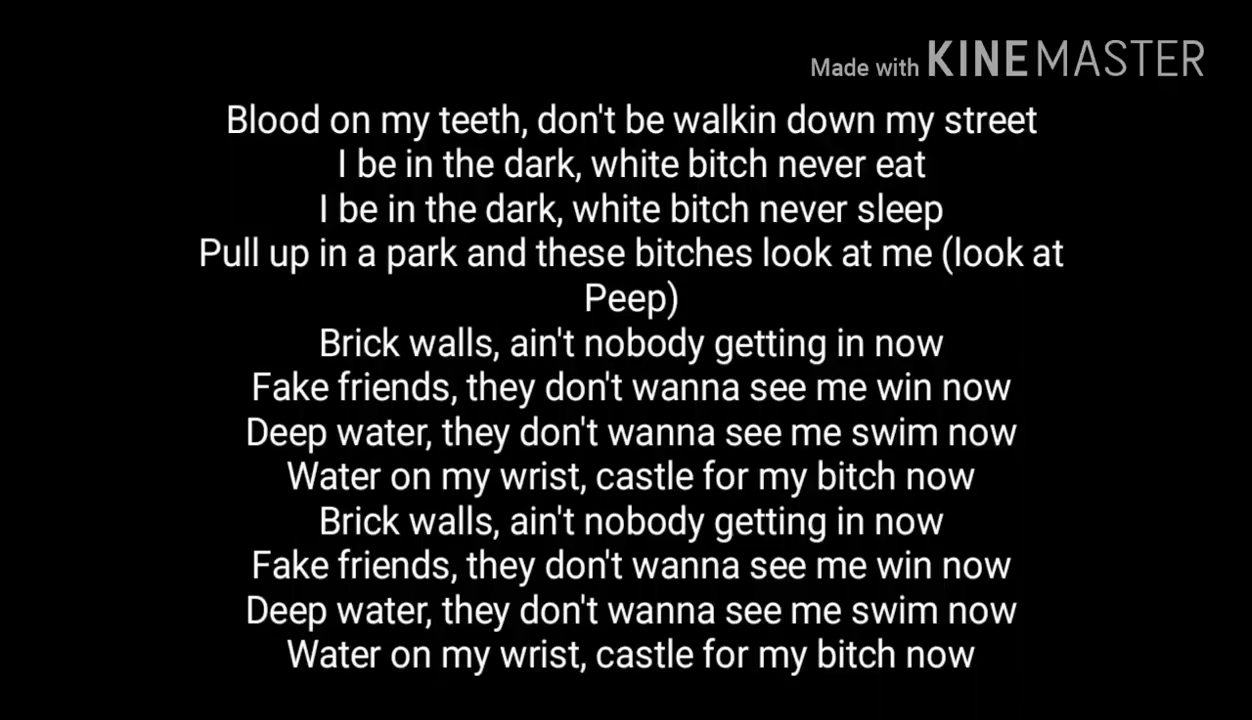 Made with KINEMASTER
Blood on my teeth, don't be walkin down my street
I be in the dark, white bitch never eat
I be in the dark, white bitch never sleep
Pull up in a park and these bitches look at me (look at
Peep)
Brick walls, ain't nobody getting in now
Fake friends, they don't wanna see me win now
Deep water, they don't wanna see me swim now
Water on my wrist, castle for my bitch now
Brick walls, ain't nobody getting in now
Fake friends, they don't wanna see me win now
Deep water, they don't wanna see me swim now
Water on my wrist, castle for my bitch now